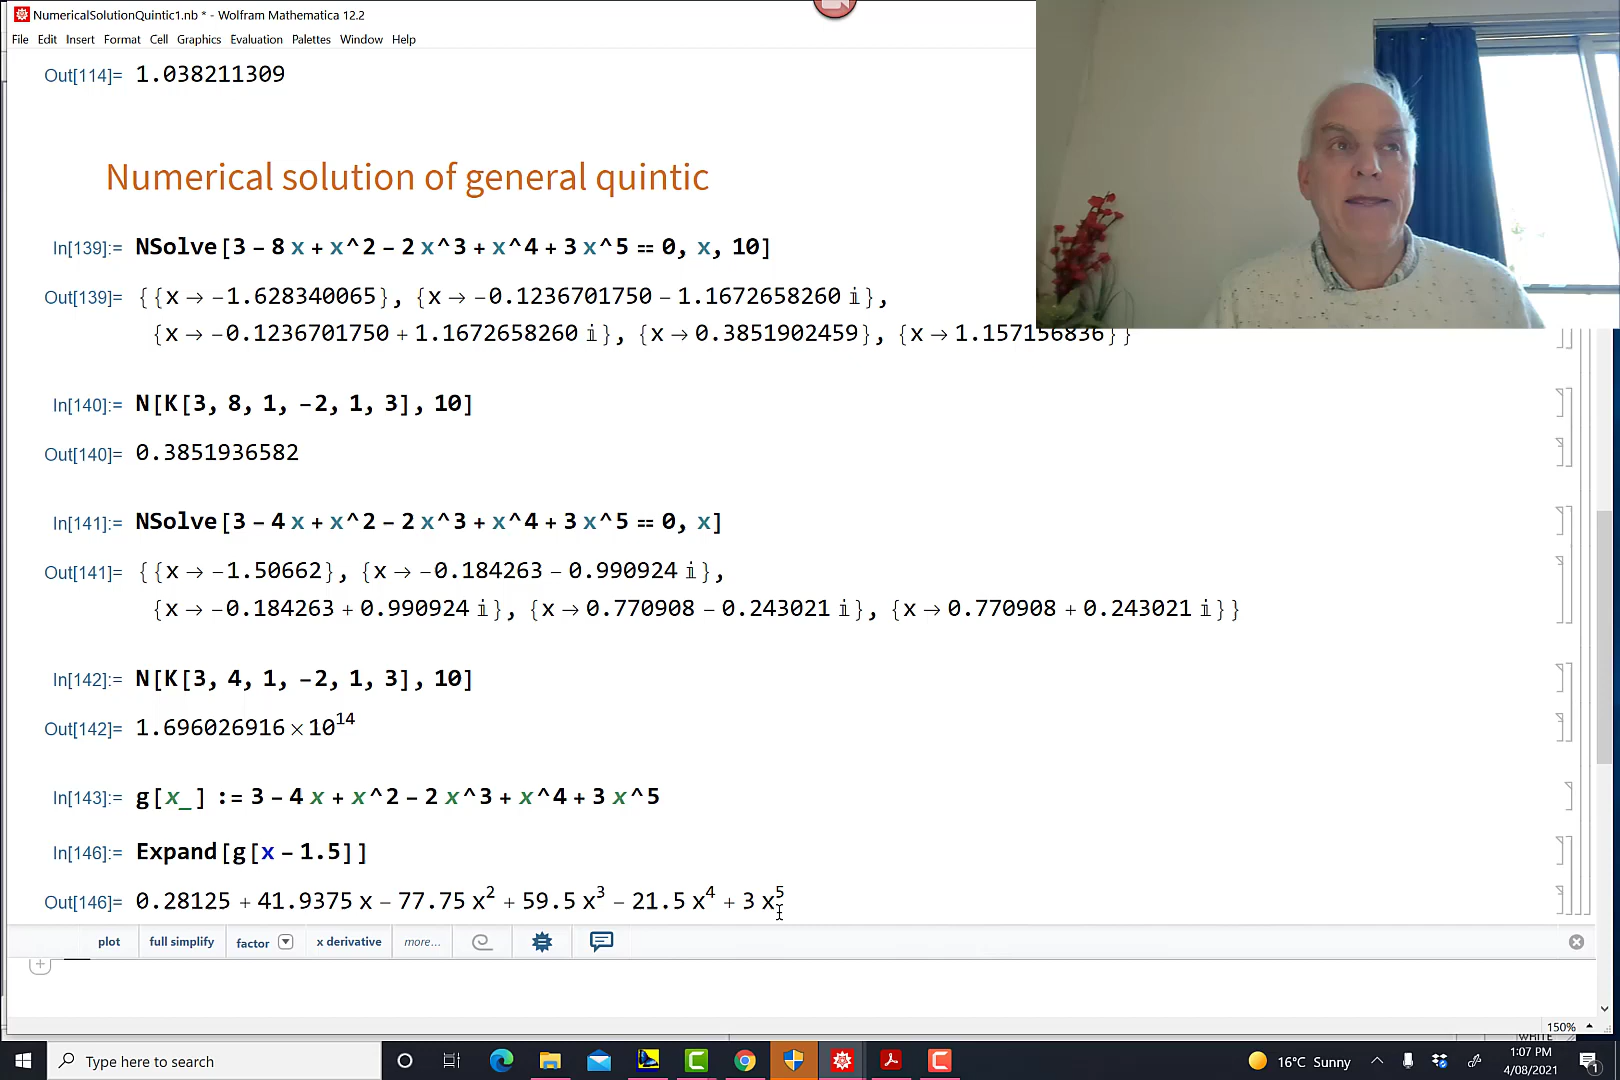 NumericalSolutionQuintic1.nb * - Wolfram Mathematica 12.2
File Edit Insert Format Cell Graphics Evaluation Palettes Window Help
Out[114]= 1.038211309
Numerical solution of general quintic
In[139]:= NSolve[3 - 8 x + x^2 - 2 x^3 + x^4 + 3 x^5 == 0, x, 10]
Out[139]= {{x → -1.628340065}, {x → -0.1236701750 - 1.1672658260 ⅈ},
{x → -0.1236701750 + 1.1672658260 ⅈ}, {x → 0.3851902459}, {x → 1.157156836}}
In[140]:= N[K[3, 8, 1, -2, 1, 3], 10]
Out[140]= 0.3851936582
In[141]:= NSolve[3 - 4 x + x^2 - 2 x^3 + x^4 + 3 x^5 == 0, x]
Out[141]= {{x → -1.50662}, {x → -0.184263 - 0.990924 ⅈ},
{x → -0.184263 + 0.990924 ⅈ}, {x → 0.770908 - 0.243021 ⅈ}, {x → 0.770908 + 0.243021 ⅈ}}
In[142]:= N[K[3, 4, 1, -2, 1, 3], 10]
Out[142]= 1.696026916 × 10^14
In[143]:= g[x_] := 3 - 4 x + x^2 - 2 x^3 + x^4 + 3 x^5
In[146]:= Expand[g[x - 1.5]]
Out[146]= 0.28125 + 41.9375 x - 77.75 x² + 59.5 x³ - 21.5 x⁴ + 3 x⁵
plot full simplify factor x derivative more...
150%
WHITE
Type here to search
16°C Sunny
1:07 PM
4/08/2021
1